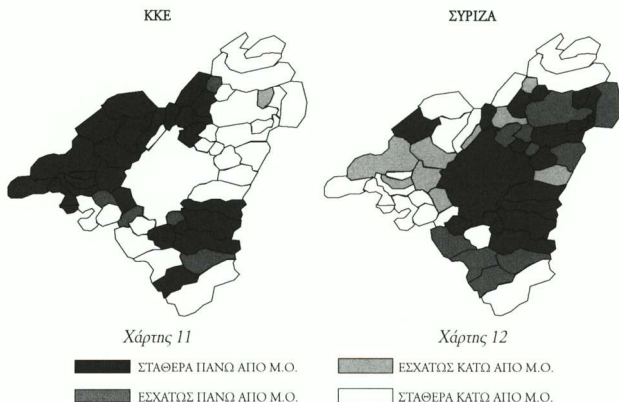 ΚΚΕ
ΣΥΡΙΖΑ
Χάρτης 11
Χάρτης 12
ΣΤΑΘΕΡΑ ΠΑΝΩ ΑΠΟ Μ.Ο.
ΕΣΧΑΤΩΣ ΚΑΤΩ ΑΠΟ Μ.Ο.
ΕΣΧΑΤΩΣ ΠΑΝΩ ΑΠΟ Μ.Ο.
ΣΤΑΘΕΡΑ ΚΑΤΩ ΑΠΟ Μ.Ο.